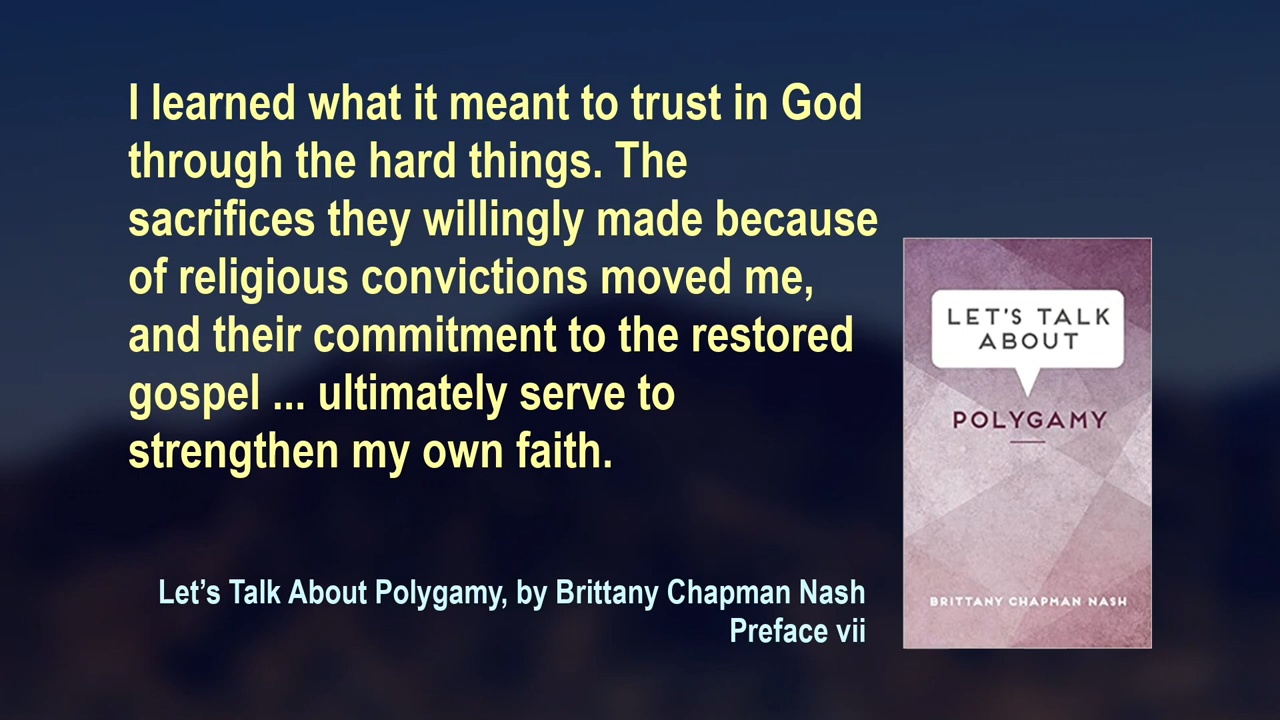 I learned what it meant to trust in God
through the hard things. The
sacrifices they willingly made because
of religious convictions moved me,
and their commitment to the restored
gospel ... ultimately serve to
strengthen my own faith.
Let’s Talk About Polygamy, by Brittany Chapman Nash
Preface vii
LET'S TALK
ABOUT
POLYGAMY
BRITTANY CHAPMAN NASH